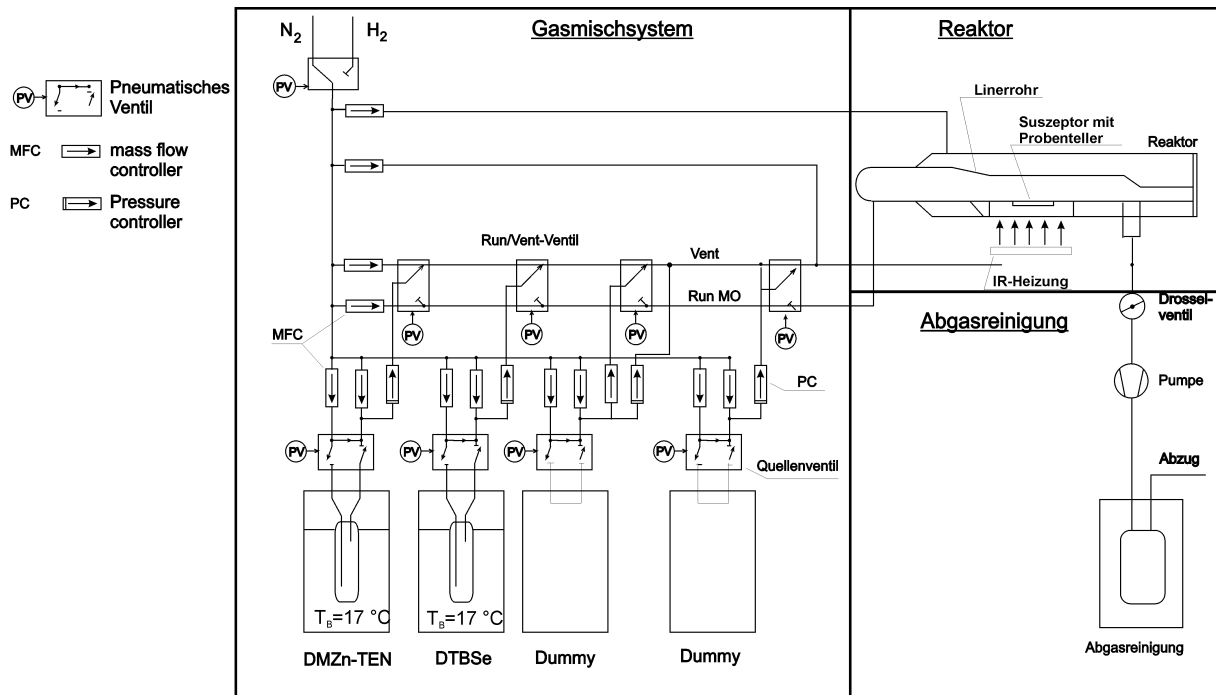 N2
H2
Gasmischsystem
Reaktor
PV
Pneumatisches
Ventil
PV
MFC
mass flow
controller
PC
Pressure
controller
Linerrohr
Suszeptor mit
Probenteller
Reaktor
Run/Vent-Ventil
Vent
Run MO
IR-Heizung
Abgasreinigung
Drossel-
ventil
PV
PV
PV
PV
MFC
PC
Pumpe
PV
PV
PV
PV
Quellenventil
Abzug
TB=17 °C
TB=17 °C
DMZn-TEN
DTBSe
Dummy
Dummy
Abgasreinigung